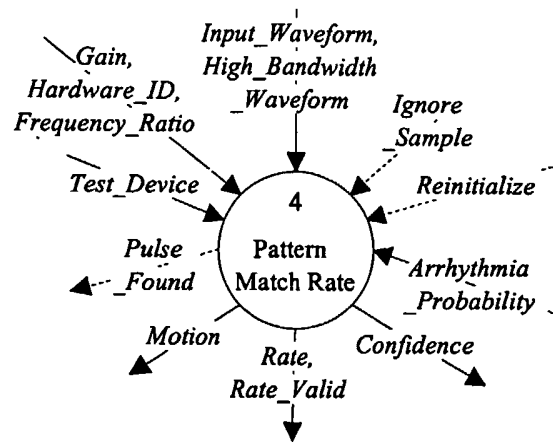 Gain,
Hardware_ID,
Frequency_Ratio
Input_Waveform,
High_Bandwidth
_Waveform
Ignore
_Sample
Test_Device
Reinitialize
4
Pattern
Match Rate
Pulse
_Found
Arrhythmia
_Probability
Motion
Rate,
Rate_Valid
Confidence